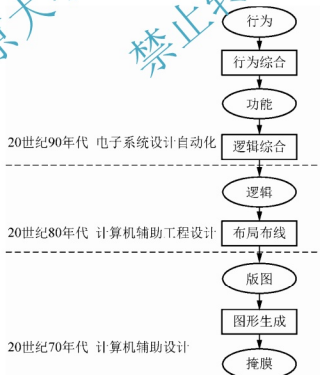 行为
行为综合
功能
20世纪90年代 电子系统设计自动化
逻辑综合
逻辑
20世纪80年代 计算机辅助工程设计
布局布线
版图
图形生成
20世纪70年代 计算机辅助设计
掩膜
禁止